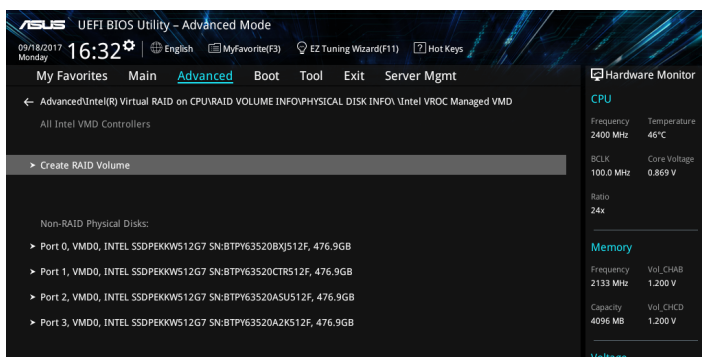 ASUS UEFI BIOS Utility – Advanced Mode
09/18/2017 Monday 16:32 English MyFavorite(F3) EZ Tuning Wizard(F11) ? Hot Keys
My Favorites Main Advanced Boot Tool Exit Server Mgmt
Hardware Monitor
← Advanced\Intel(R) Virtual RAID on CPU\RAID VOLUME INFO\PHYSICAL DISK INFO\ \Intel VROC Managed VMD
All Intel VMD Controllers
> Create RAID Volume
Non-RAID Physical Disks:
> Port 0, VMD0, INTEL SSDPEKKW512G7 SN:BTPY63520BXJ512F, 476.9GB
> Port 1, VMD0, INTEL SSDPEKKW512G7 SN:BTPY63520CTR512F, 476.9GB
> Port 2, VMD0, INTEL SSDPEKKW512G7 SN:BTPY63520ASU512F, 476.9GB
> Port 3, VMD0, INTEL SSDPEKKW512G7 SN:BTPY63520A2K512F, 476.9GB
CPU
Frequency Temperature
2400 MHz 46°C
BCLK Core Voltage
100.0 MHz 0.869 V
Ratio
24x
Memory
Frequency Vol_CHAB
2133 MHz 1.200 V
Capacity Vol_CHCD
4096 MB 1.200 V
Voltage